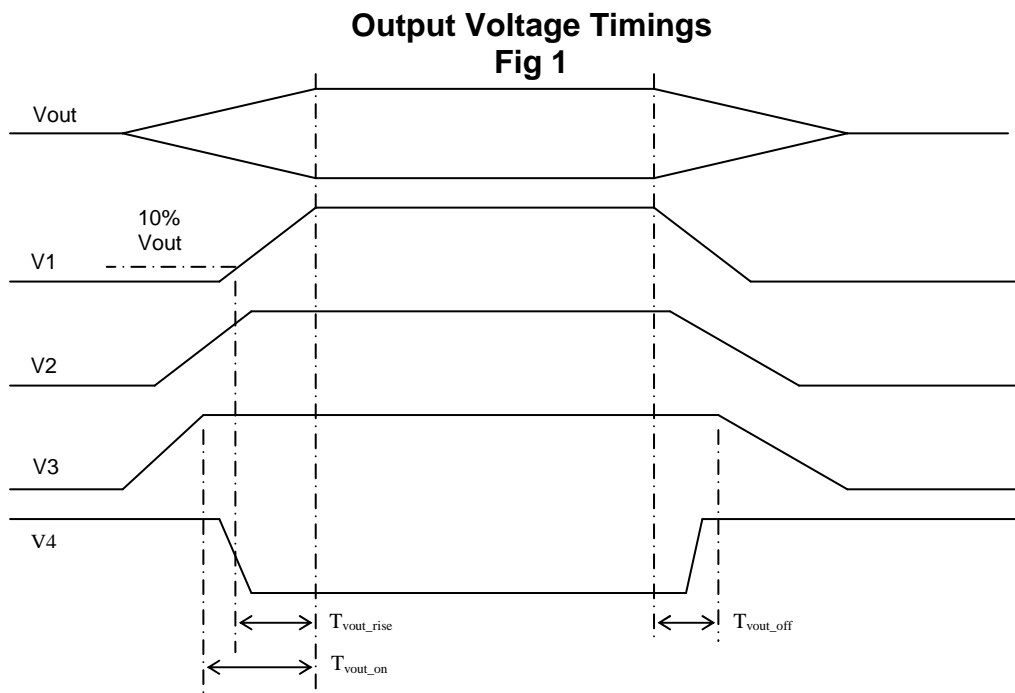 Output Voltage Timings
Fig 1
Vout
10%
Vout
V1
V2
V3
V4
Tvout_rise
Tvout_off
Tvout_on